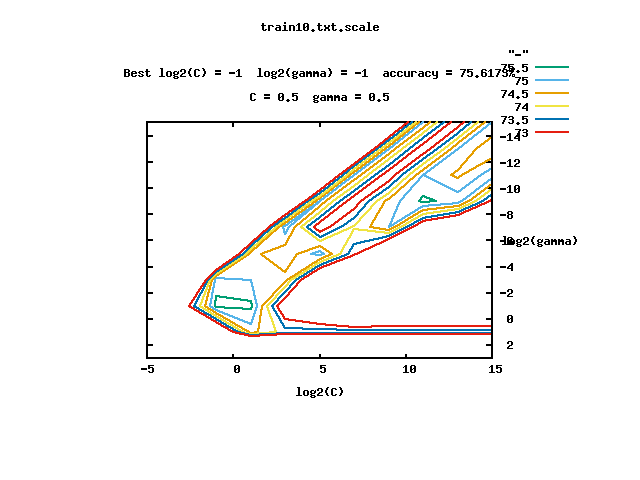 train10.txt.scale
"-"
Best log2(C) = -1  log2(gamma) = -1  accuracy = 75.6173%
C = 0.5  gamma = 0.5
75.5
75
74.5
74
73.5
73
-14
-12
-10
-8
-6
log2(gamma)
-4
-2
0
2
-5 0 5 10 15
log2(C)